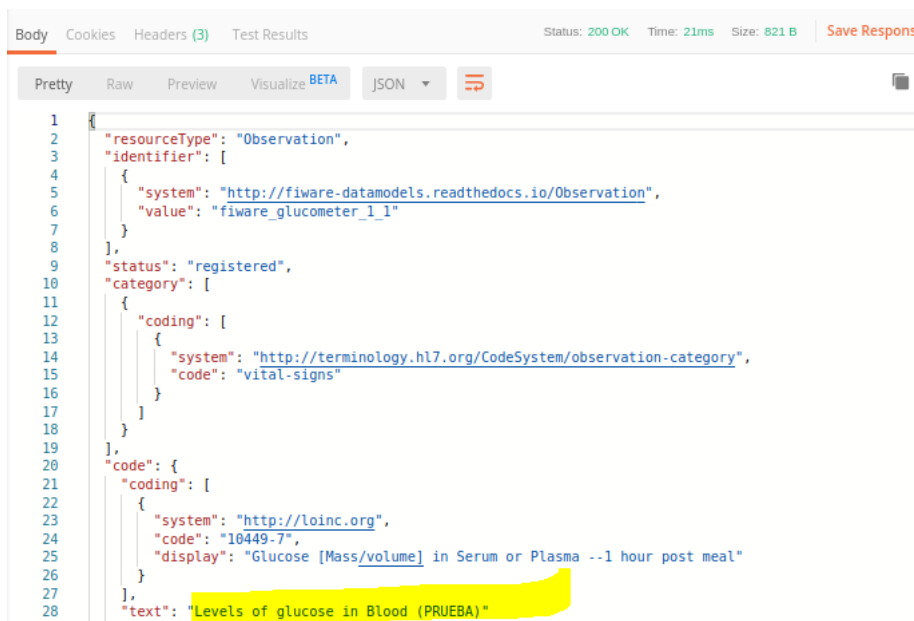 Body Cookies Headers (3) Test Results Status: 200 OK Time: 21ms Size: 821 B Save Respons
Pretty Raw Preview Visualize BETA JSON
1 {
2 "resourceType": "Observation",
3 "identifier": [
4 {
5 "system": "http://fiware-datamodels.readthedocs.io/Observation",
6 "value": "fiware_glucometer_1_1"
7 }
8 ],
9 "status": "registered",
10 "category": [
11 {
12 "coding": [
13 {
14 "system": "http://terminology.hl7.org/CodeSystem/observation-category",
15 "code": "vital-signs"
16 }
17 ]
18 }
19 ],
20 "code": {
21 "coding": [
22 {
23 "system": "http://loinc.org",
24 "code": "10449-7",
25 "display": "Glucose [Mass/volume] in Serum or Plasma --1 hour post meal"
26 }
27 ],
28 "text": "Levels of glucose in Blood (PRUEBA)"